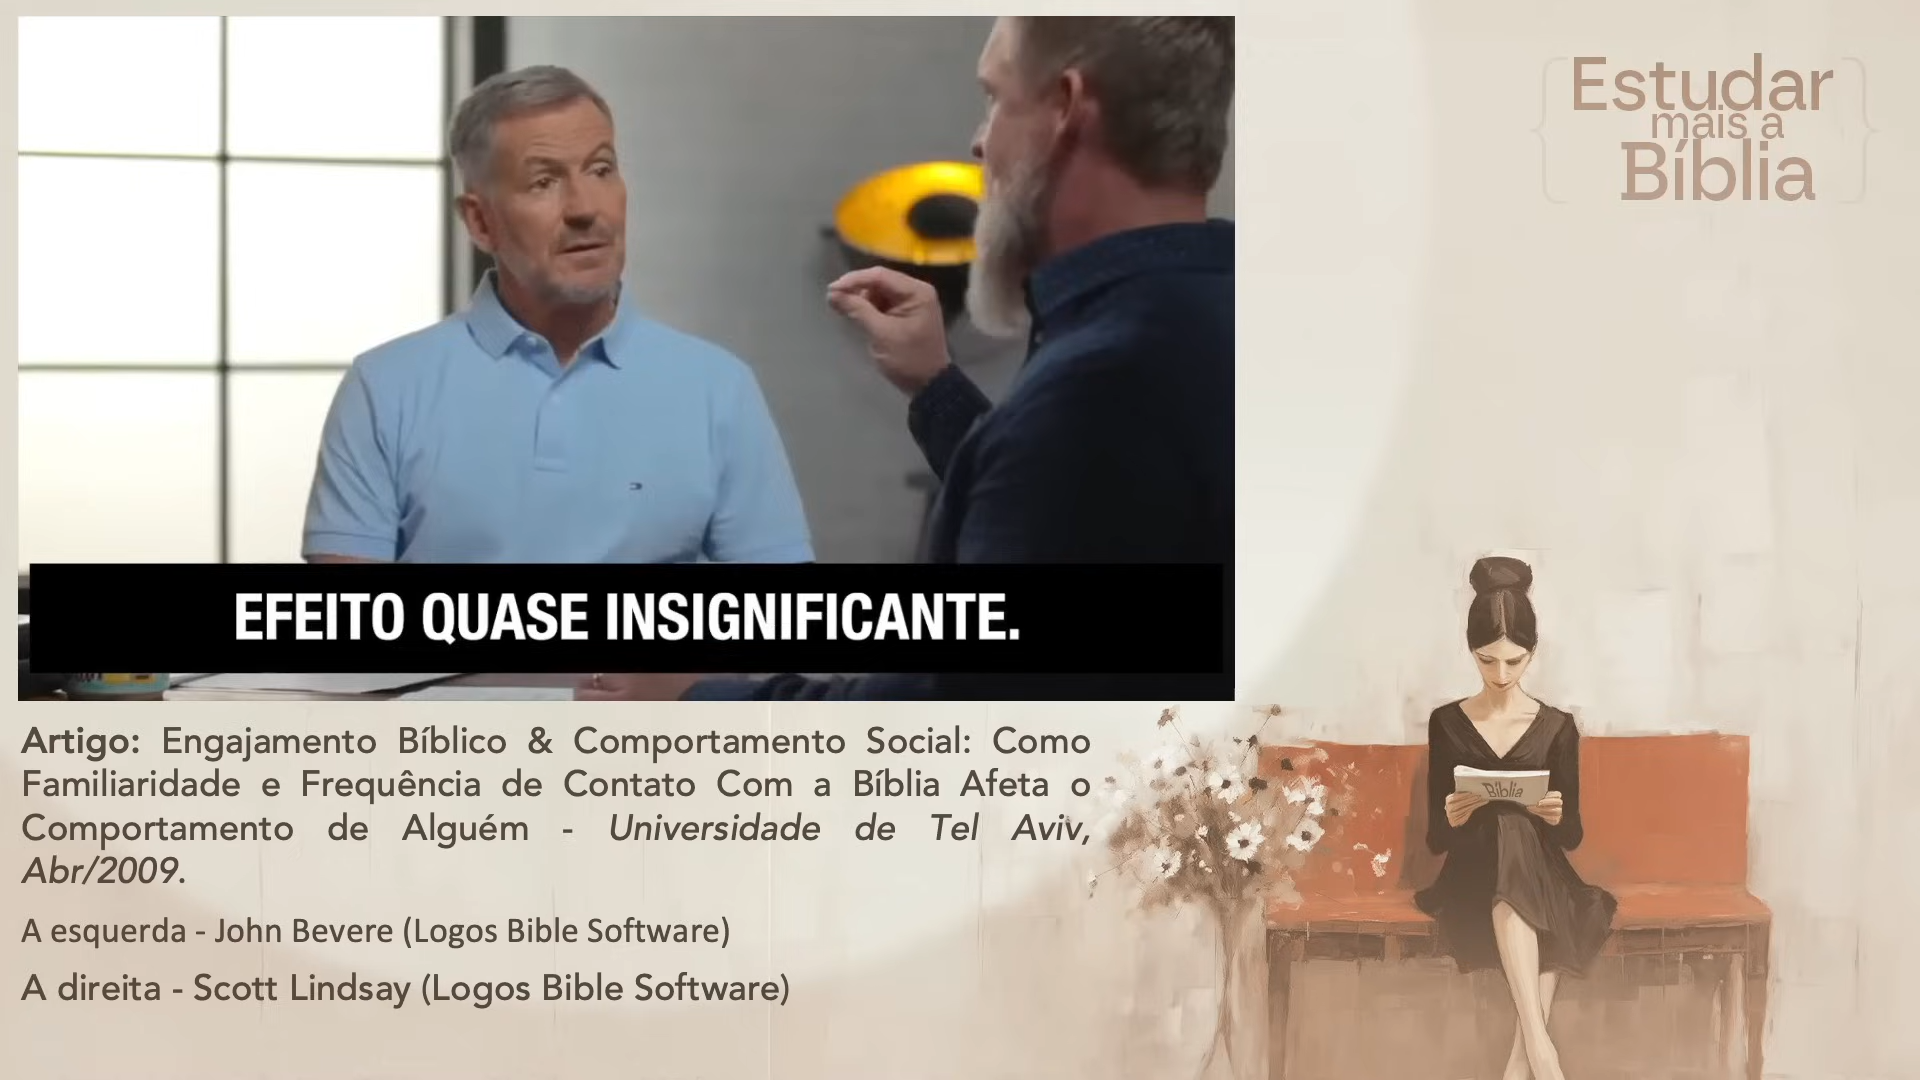 Estudar
mais a
Bíblia
EFEITO QUASE INSIGNIFICANTE.
Artigo: Engajamento Bíblico & Comportamento Social: Como
Familiaridade e Frequência de Contato Com a Bíblia Afeta o
Comportamento de Alguém - Universidade de Tel Aviv,
Abr/2009.
A esquerda - John Bevere (Logos Bible Software)
A direita - Scott Lindsay (Logos Bible Software)
Bíblia